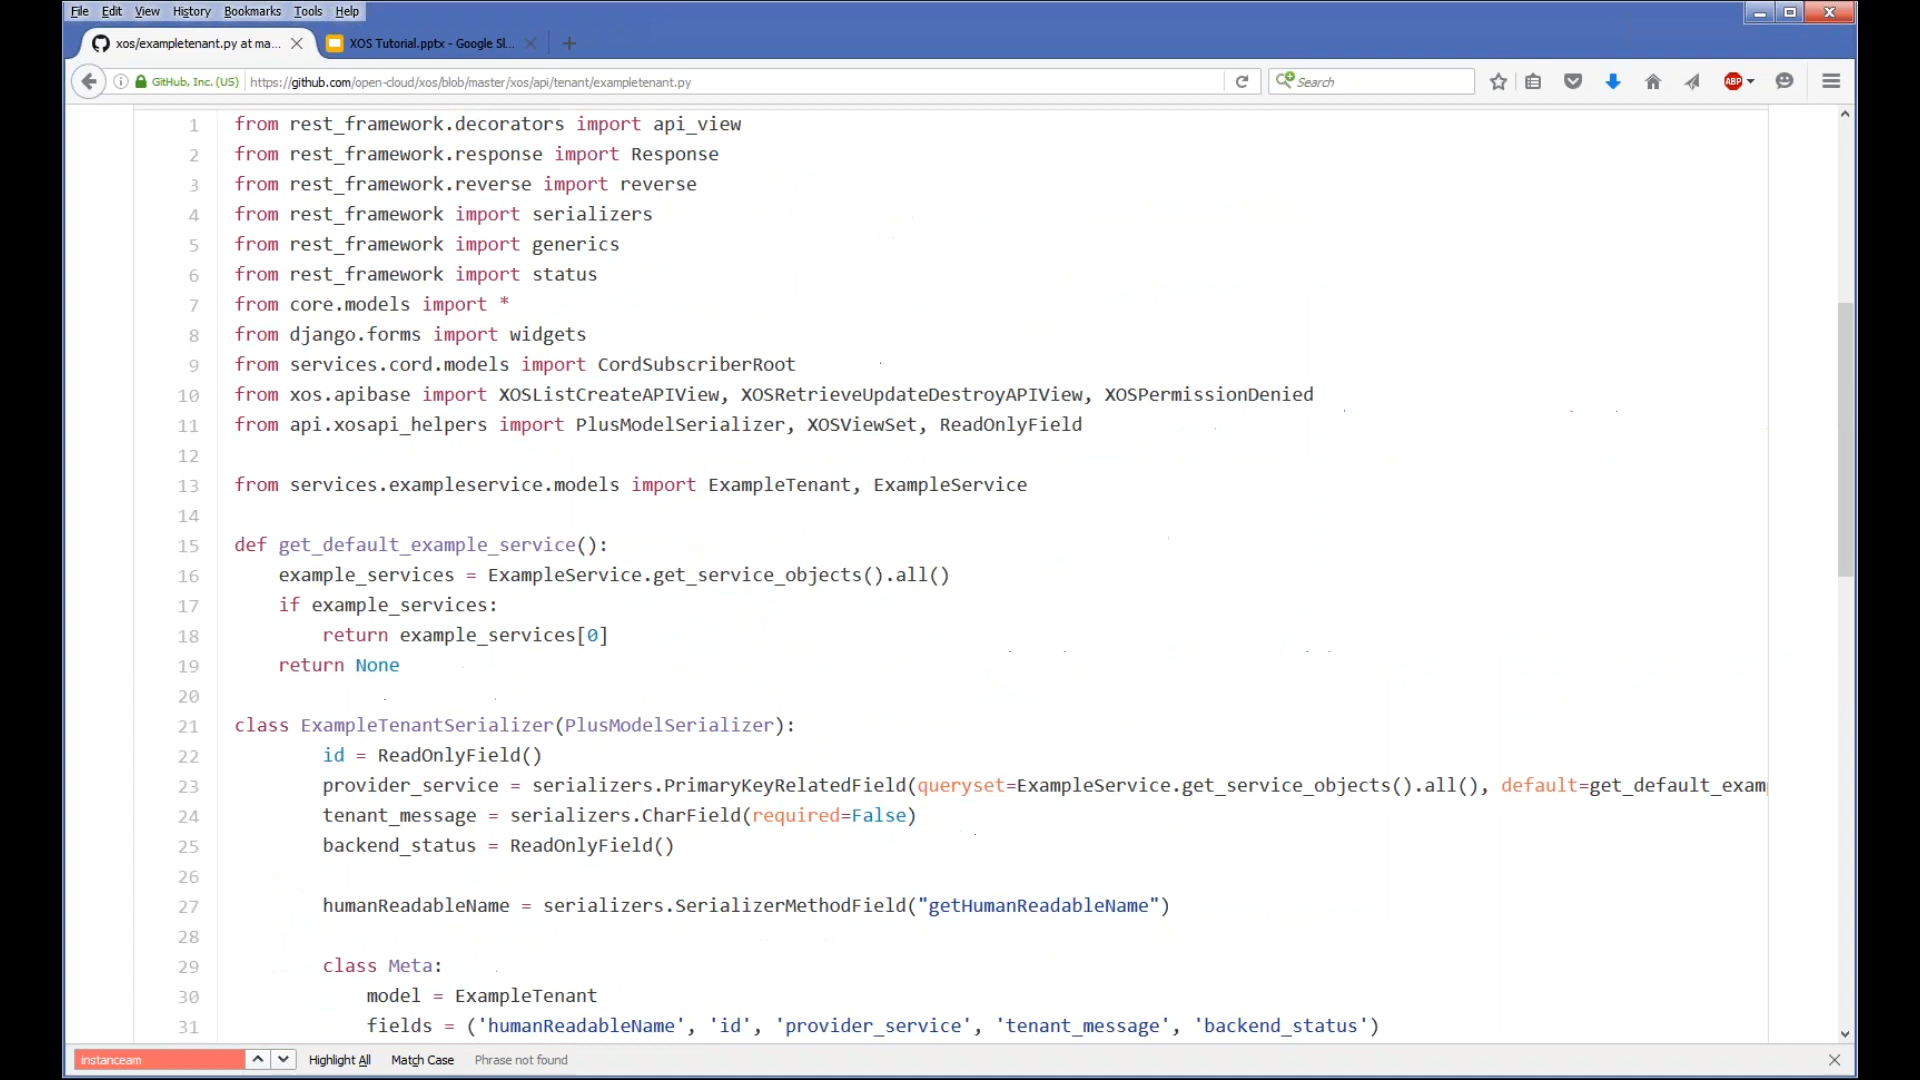 File Edit View History Bookmarks Tools Help
xos/exampletenant.py at ma... XOS Tutorial.pptx - Google Sl...
GitHub, Inc. (US) https://github.com/open-cloud/xos/blob/master/xos/api/tenant/exampletenant.py Search ABP
1 from rest_framework.decorators import api_view
2 from rest_framework.response import Response
3 from rest_framework.reverse import reverse
4 from rest_framework import serializers
5 from rest_framework import generics
6 from rest_framework import status
7 from core.models import *
8 from django.forms import widgets
9 from services.cord.models import CordSubscriberRoot
10 from xos.apibase import XOSListCreateAPIView, XOSRetrieveUpdateDestroyAPIView, XOSPermissionDenied
11 from api.xosapi_helpers import PlusModelSerializer, XOSViewSet, ReadOnlyField
12
13 from services.exampleservice.models import ExampleTenant, ExampleService
14
15 def get_default_example_service():
16 example_services = ExampleService.get_service_objects().all()
17 if example_services:
18 return example_services[0]
19 return None
20
21 class ExampleTenantSerializer(PlusModelSerializer):
22 id = ReadOnlyField()
23 provider_service = serializers.PrimaryKeyRelatedField(queryset=ExampleService.get_service_objects().all(), default=get_default_exam
24 tenant_message = serializers.CharField(required=False)
25 backend_status = ReadOnlyField()
26
27 humanReadableName = serializers.SerializerMethodField("getHumanReadableName")
28
29 class Meta:
30 model = ExampleTenant
31 fields = ('humanReadableName', 'id', 'provider_service', 'tenant_message', 'backend_status')
instanceam Highlight All Match Case Phrase not found